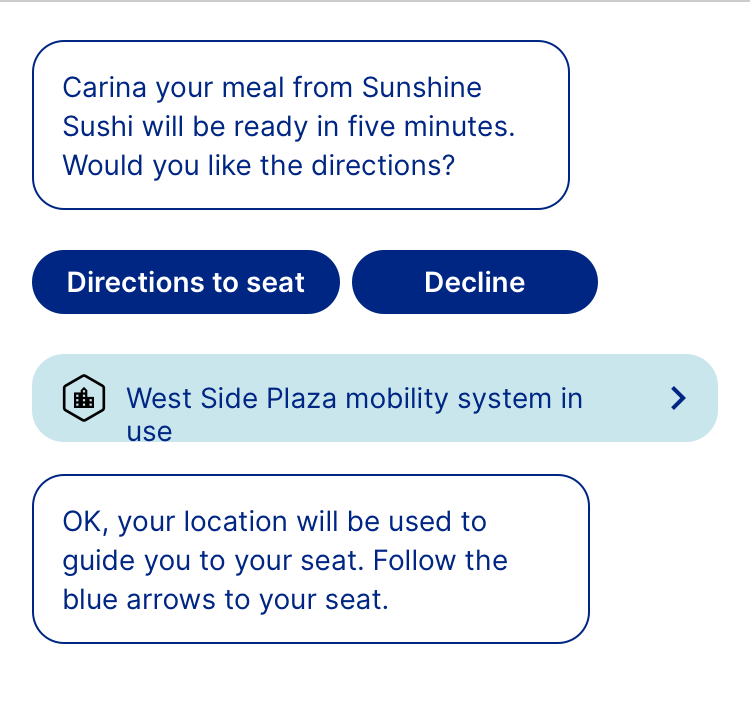 Carina your meal from Sunshine
Sushi will be ready in five minutes.
Would you like the directions?
Directions to seat
Decline
West Side Plaza mobility system in
use
OK, your location will be used to
guide you to your seat. Follow the
blue arrows to your seat.